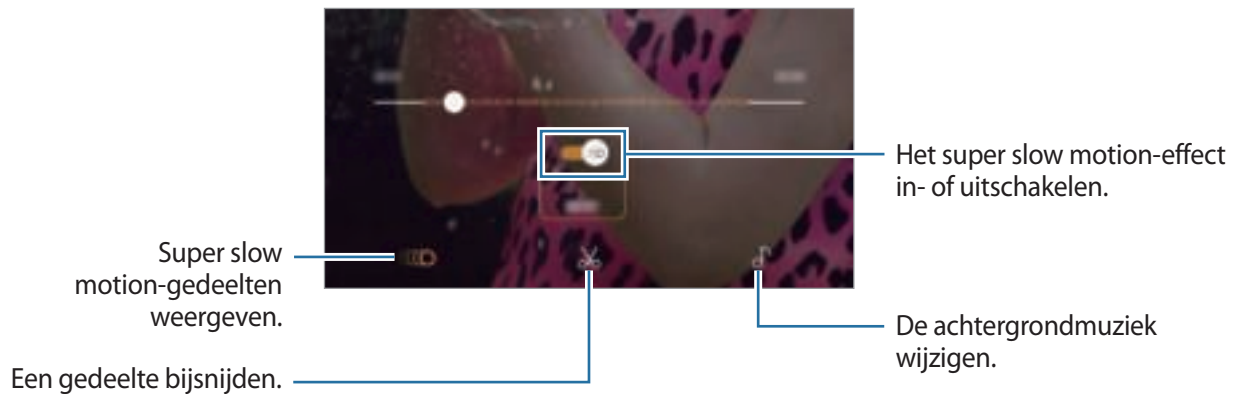 Het super slow motion-effect
in- of uitschakelen.
Super slow
motion-gedeelten
weergeven.
De achtergrondmuziek
wijzigen.
Een gedeelte bijsnijden.